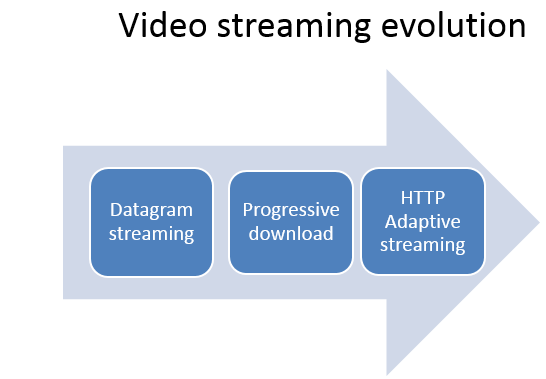 Video streaming evolution
Datagram
streaming
Progressive
download
HTTP
Adaptive
streaming